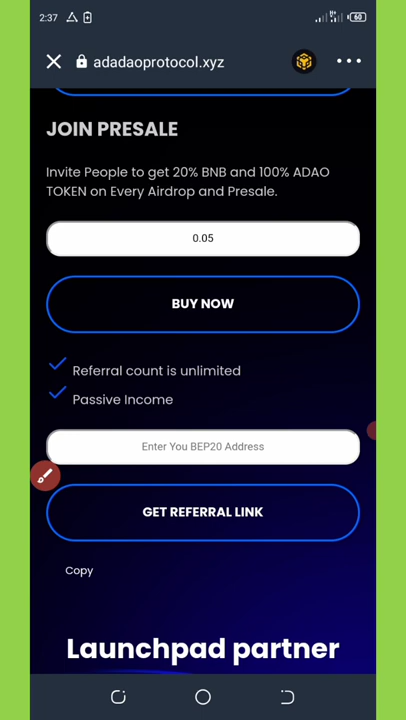 2:37
60
adadaoprotocol.xyz
JOIN PRESALE
Invite People to get 20% BNB and 100% ADAO
TOKEN on Every Airdrop and Presale.
0.05
BUY NOW
Referral count is unlimited
Passive Income
Enter You BEP20 Address
GET REFERRAL LINK
Copy
Launchpad partner